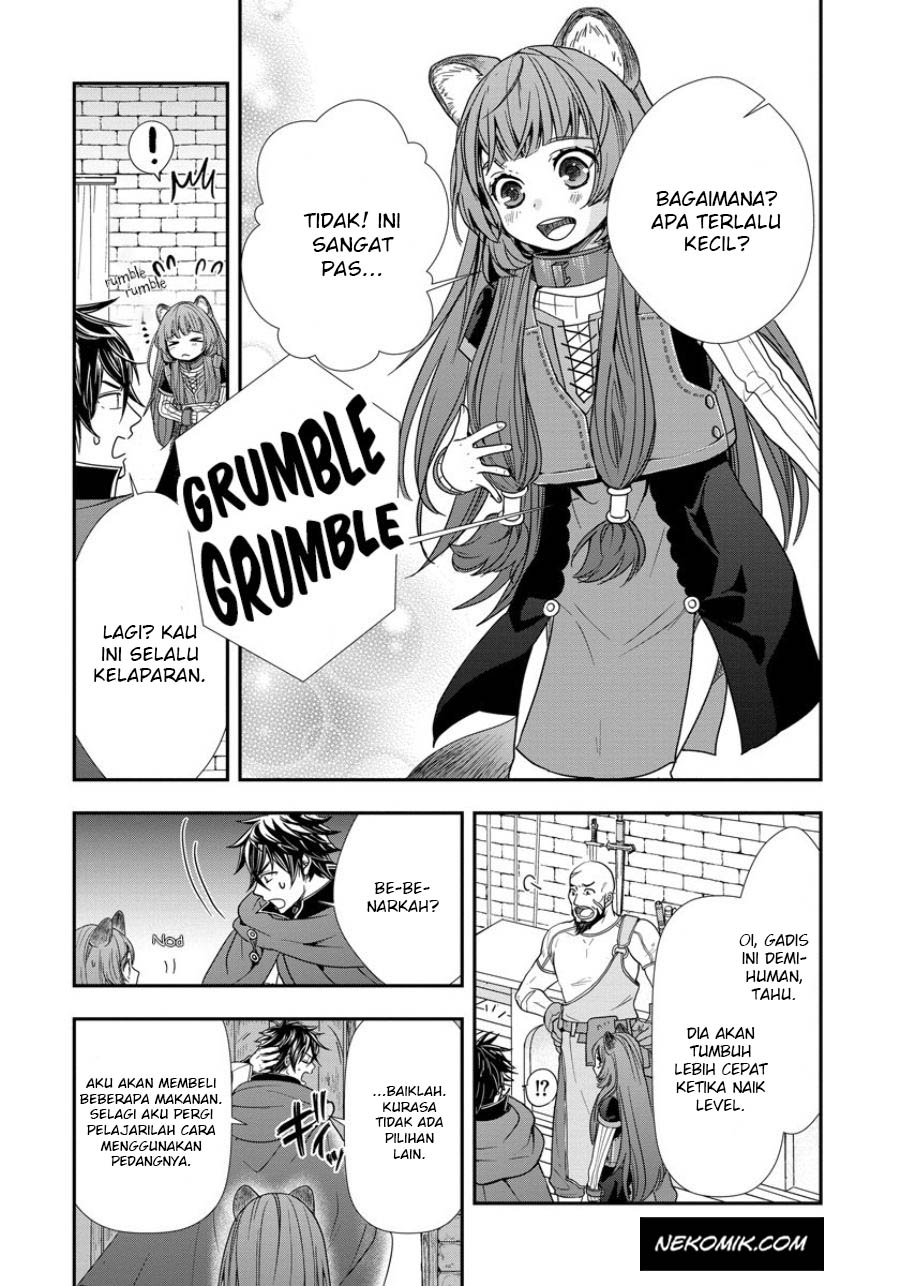 BAGAIMANA?
APA TERLALU
KECIL?
TIDAK! INI
SANGAT
PAS...
GRUMBLE
GRUMBLE
!
rumble
rumble
LAGI? KAU
INI SELALU
KELAPARAN.
OI, GADIS
INI DEMI-
HUMAN,
TAHU.
DIA AKAN
TUMBUH
LEBIH CEPAT
KETIKA NAIK
LEVEL.
!?
BE-BE-
NARKAH?
Nod
...BAIKLAH.
KURASA
TIDAK ADA
PILIHAN
LAIN.
AKU AKAN MEMBELI
BEBERAPA MAKANAN.
SELAGI AKU PERGI
PELAJARILAH CARA
MENGGUNAKAN
PEDANGNYA.
NEKOMIK.COM